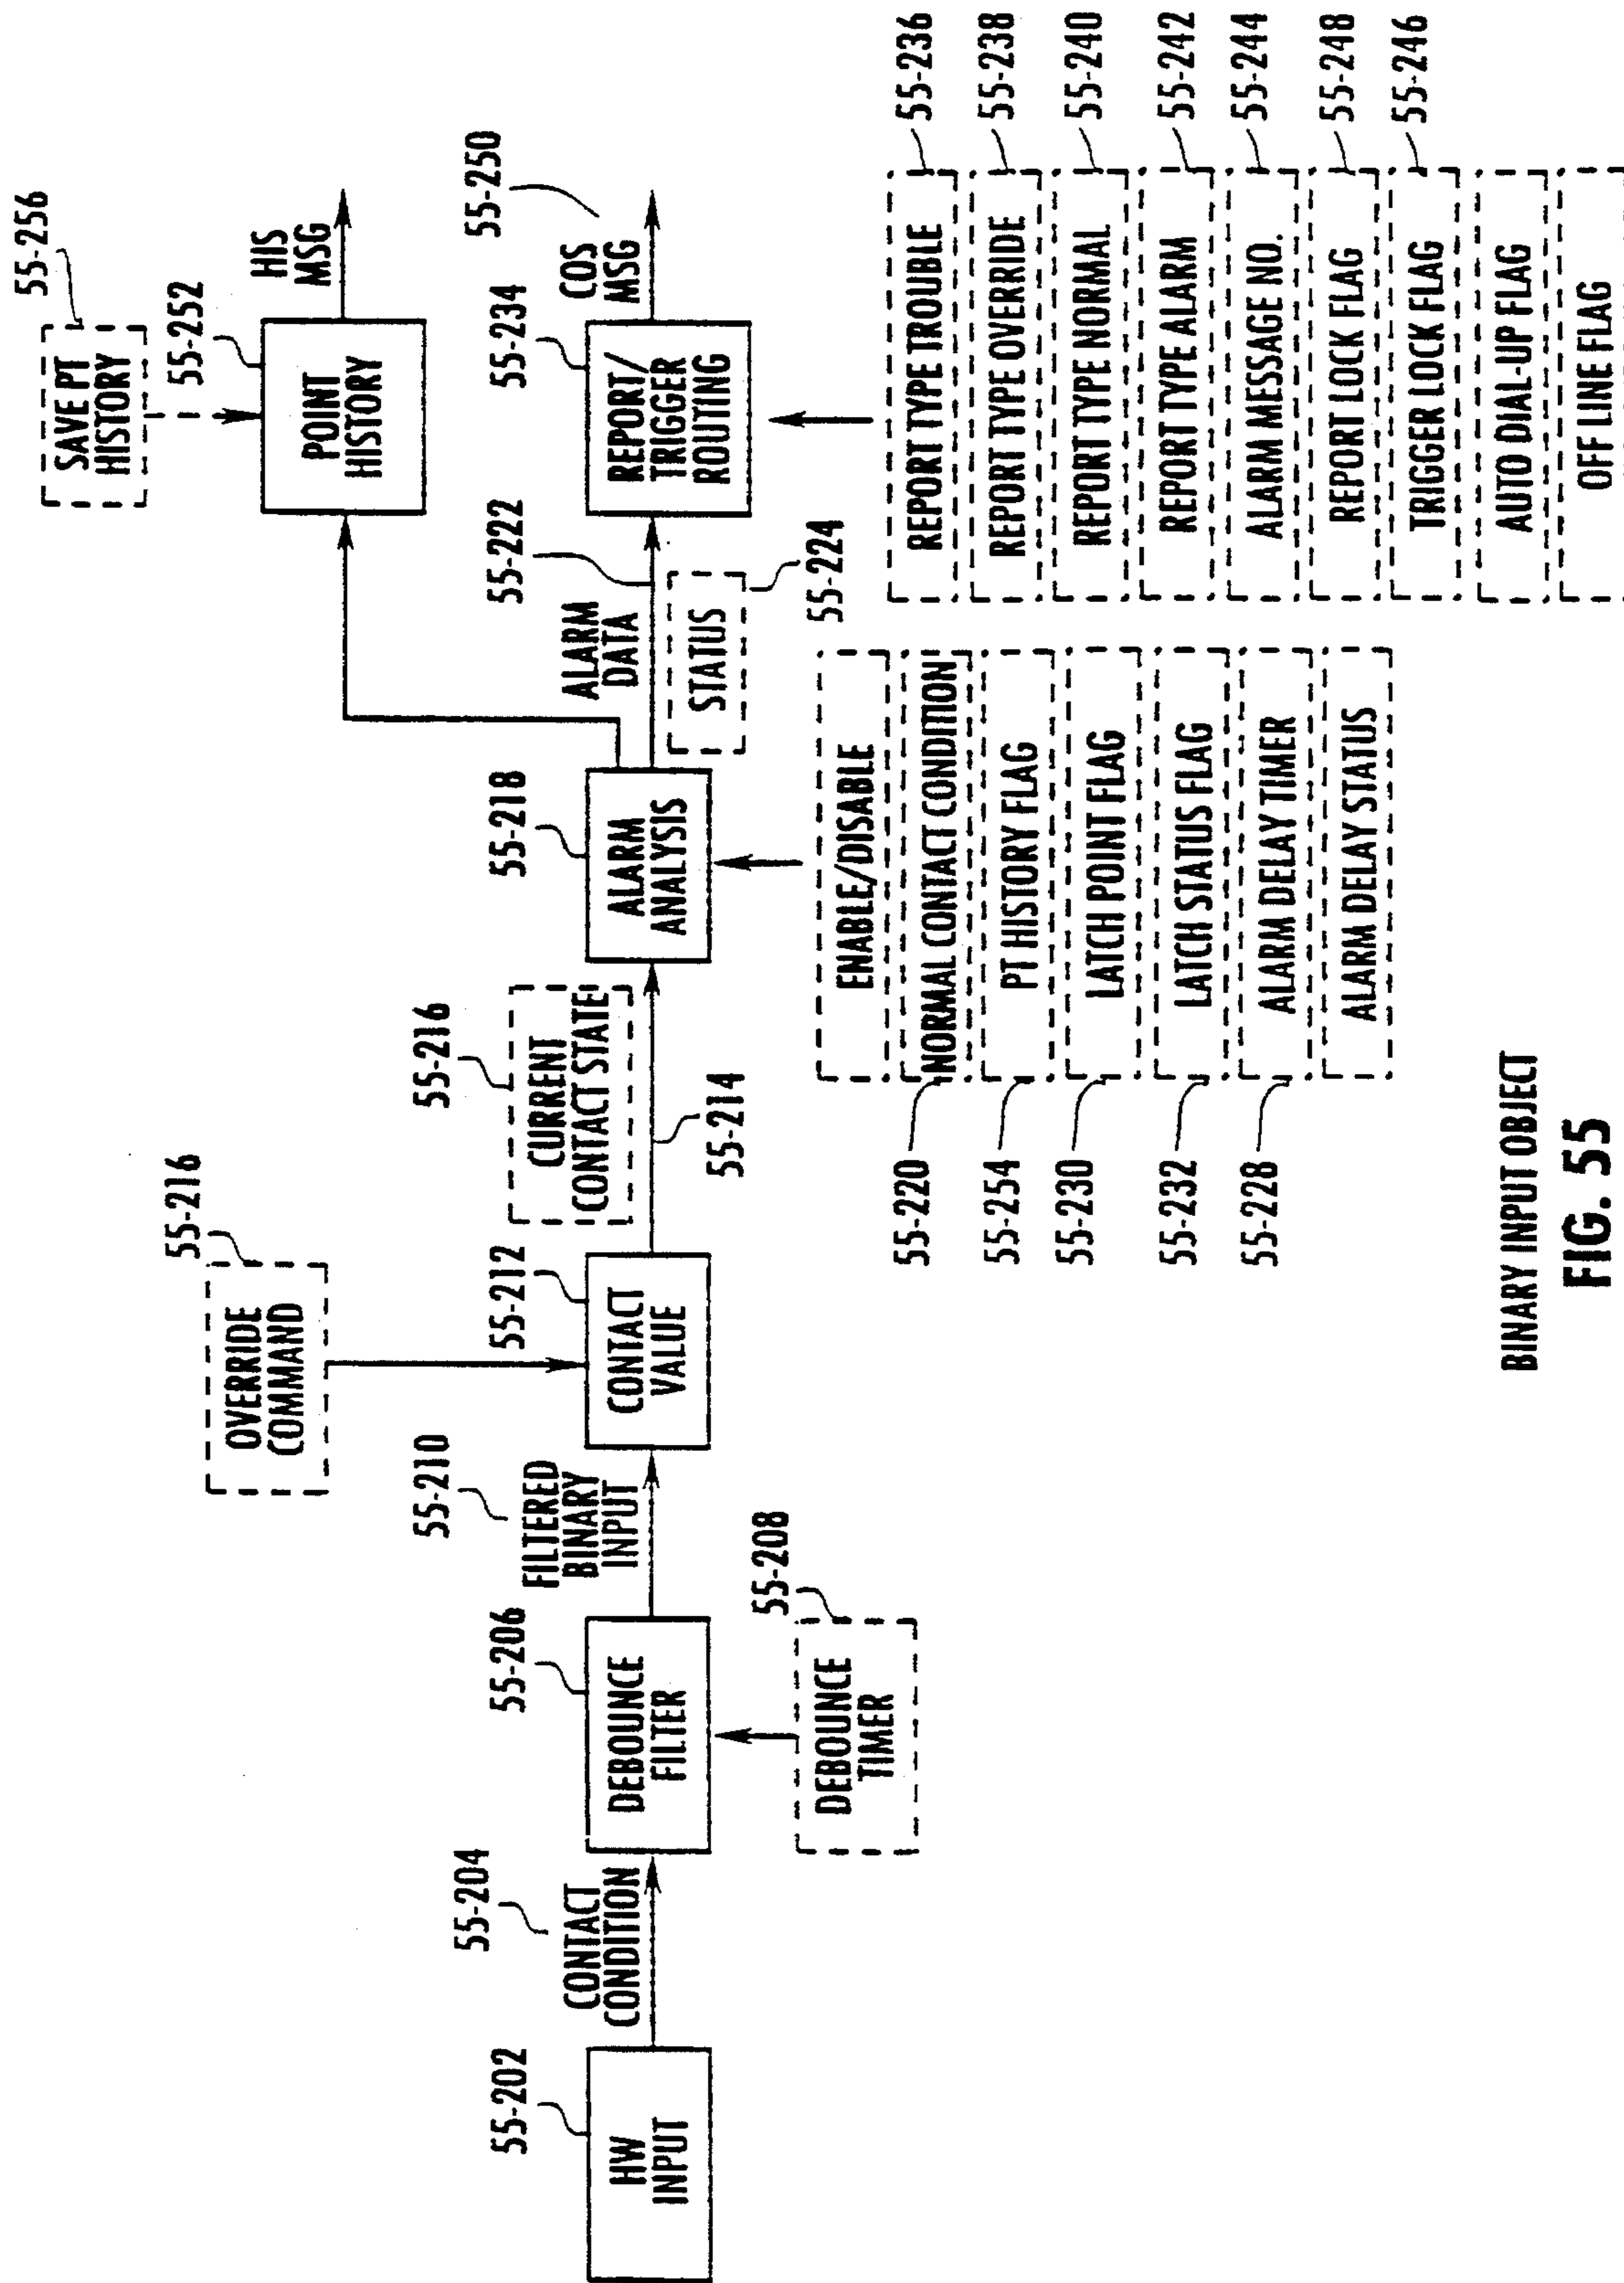 55-256
SAVE PT
HISTORY
55-252
POINT
HISTORY
HIS
MSG
55-216
OVERRIDE
COMMAND
55-202
HW
INPUT
55-204
CONTACT
CONDITION
55-206
DEBOUNCE
FILTER
55-208
DEBOUNCE
TIMER
55-210
FILTERED
BINARY
INPUT
55-212
CONTACT
VALUE
55-216
CURRENT
CONTACT STATE
55-214
55-218
ALARM
ANALYSIS
ALARM
DATA
55-222
STATUS
55-224
55-234
REPORT/
TRIGGER
ROUTING
COS
MSG
55-250
ENABLE/DISABLE
55-220 NORMAL CONTACT CONDITION
55-254 PT HISTORY FLAG
55-230 LATCH POINT FLAG
55-232 LATCH STATUS FLAG
55-228 ALARM DELAY TIMER
ALARM DELAY STATUS
REPORT TYPE TROUBLE 55-236
REPORT TYPE OVERRIDE 55-238
REPORT TYPE NORMAL 55-240
REPORT TYPE ALARM 55-242
ALARM MESSAGE NO. 55-244
REPORT LOCK FLAG 55-248
TRIGGER LOCK FLAG 55-246
AUTO DIAL-UP FLAG
OFF LINE FLAG
BINARY INPUT OBJECT
FIG. 55